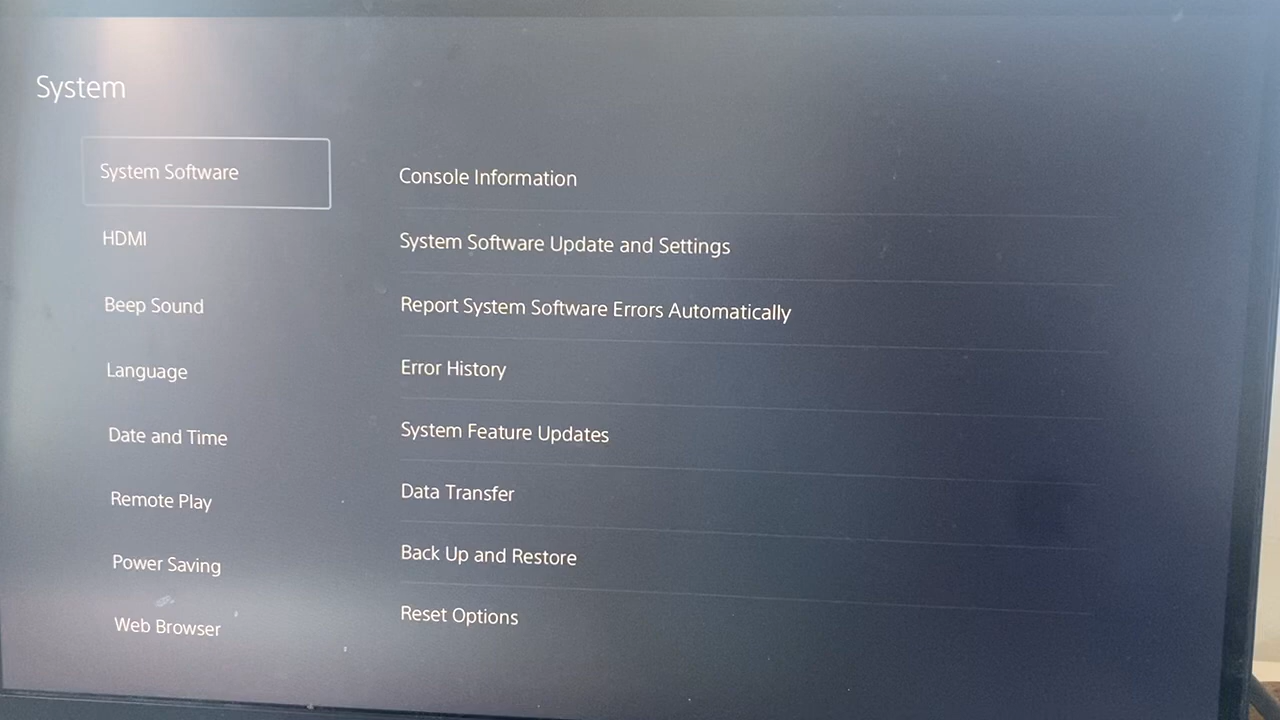 System
System Software
HDMI
Beep Sound
Language
Date and Time
Remote Play
Power Saving
Web Browser
Console Information
System Software Update and Settings
Report System Software Errors Automatically
Error History
System Feature Updates
Data Transfer
Back Up and Restore
Reset Options